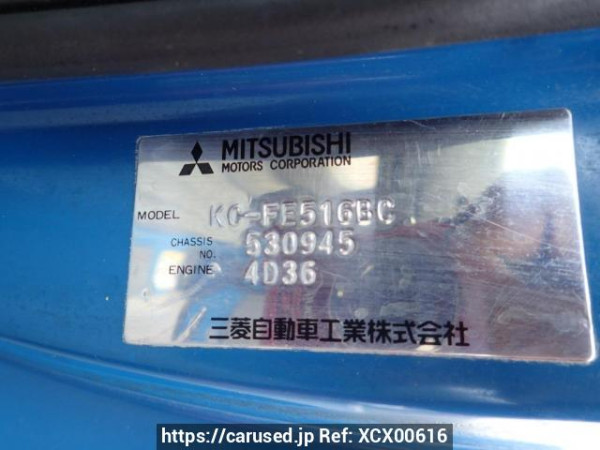 MITSUBISHI
MOTORS CORPORATION
MODEL KC-FE516BC
CHASSIS NO. 530945
ENGINE 4D36
三菱自動車工業株式会社
https://carused.jp Ref: XCX00616